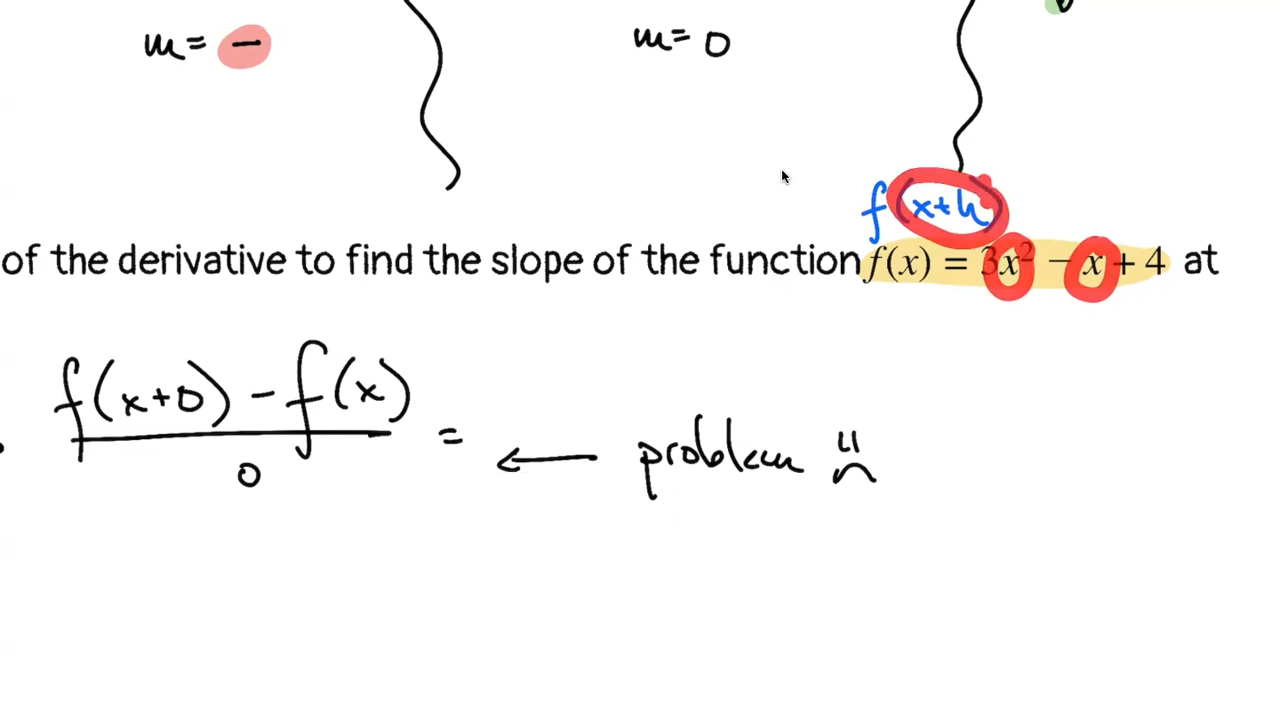 m = − m = 0
f(x+h)
of the derivative to find the slope of the function f(x) = 3x² − x + 4 at
f(x+0) − f(x)
= ← problem
0